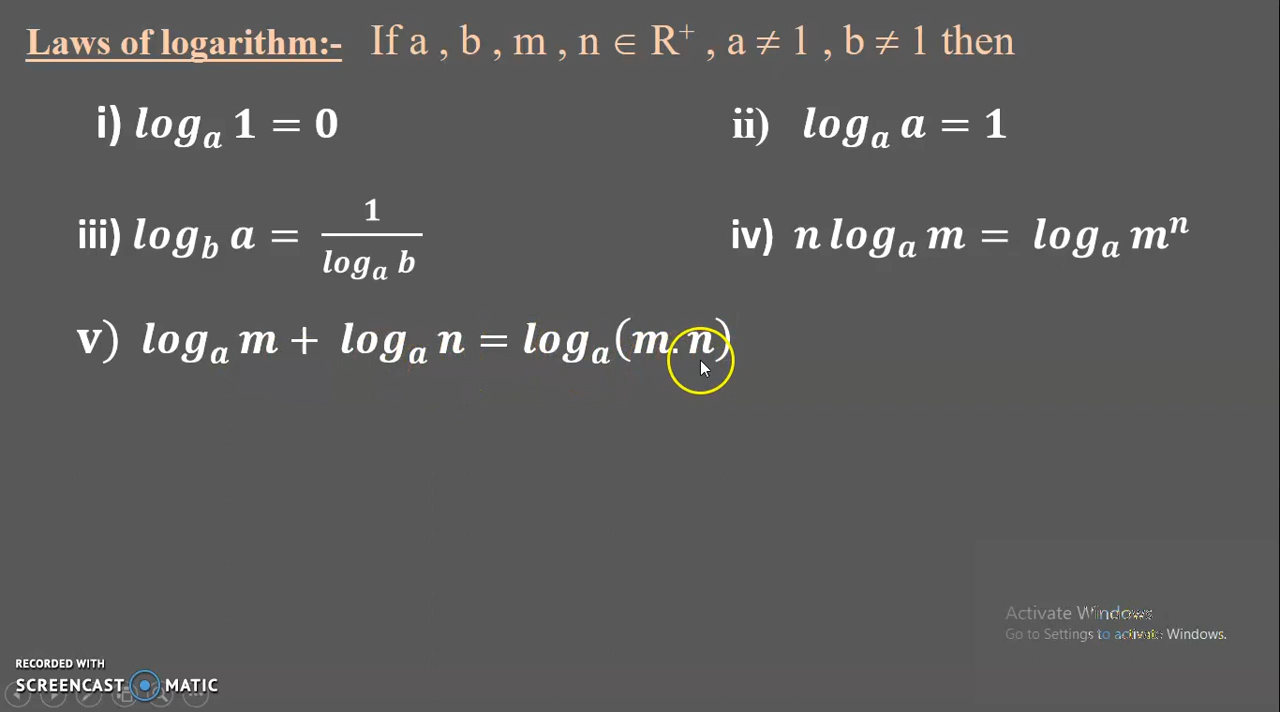 Laws of logarithm:- If a , b , m , n ∈ R⁺ , a ≠ 1 , b ≠ 1 then
i) logₐ 1 = 0 ii) logₐ a = 1
iii) log_b a = 1/(logₐ b) iv) n logₐ m = logₐ mⁿ
v) logₐ m + logₐ n = logₐ(m.n)
Activate Windows
Go to Settings to activate Windows.
RECORDED WITH
SCREENCAST MATIC